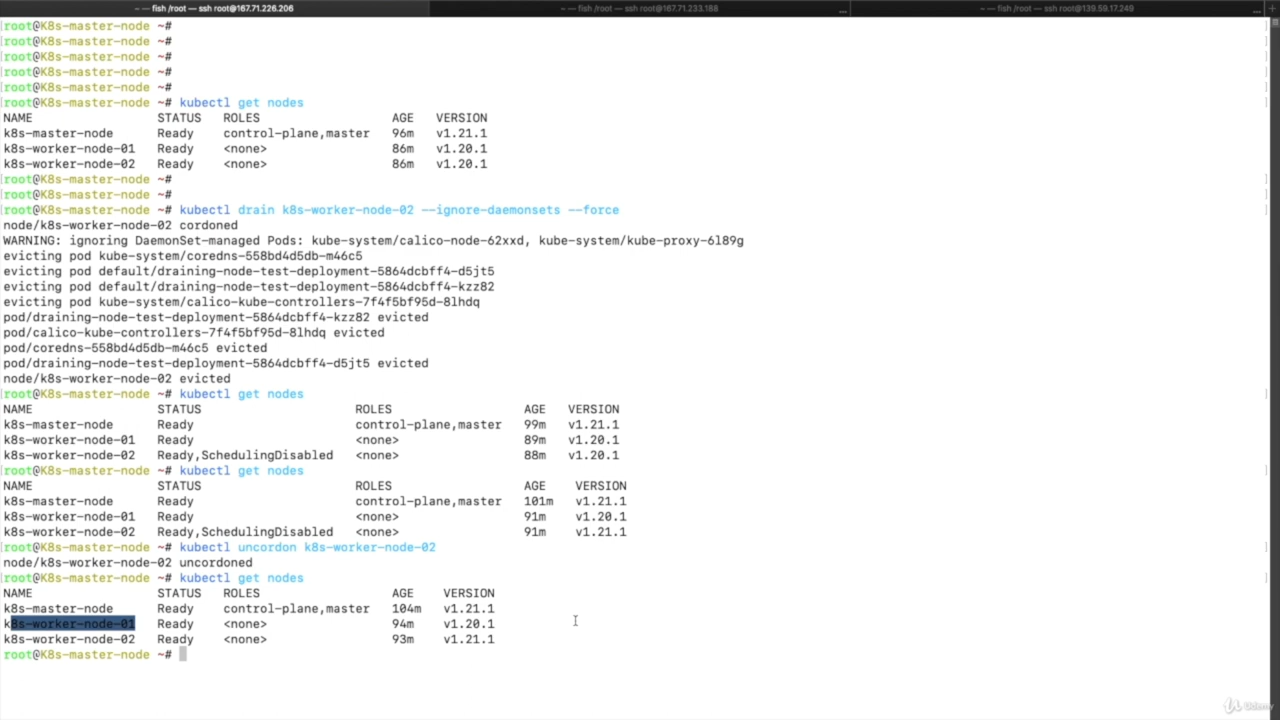 ~ — fish /root — ssh root@167.71.226.206
~ — fish /root — ssh root@167.71.233.188 ...
~ — fish /root — ssh root@139.59.17.249 ...
[root@K8s-master-node ~#
[root@K8s-master-node ~#
[root@K8s-master-node ~#
[root@K8s-master-node ~#
[root@K8s-master-node ~#
[root@K8s-master-node ~# kubectl get nodes
NAME STATUS ROLES AGE VERSION
k8s-master-node Ready control-plane,master 96m v1.21.1
k8s-worker-node-01 Ready <none> 86m v1.20.1
k8s-worker-node-02 Ready <none> 86m v1.20.1
[root@K8s-master-node ~#
[root@K8s-master-node ~#
[root@K8s-master-node ~# kubectl drain k8s-worker-node-02 --ignore-daemonsets --force
node/k8s-worker-node-02 cordoned
WARNING: ignoring DaemonSet-managed Pods: kube-system/calico-node-62xxd, kube-system/kube-proxy-6l89g
evicting pod kube-system/coredns-558bd4d5db-m46c5
evicting pod default/draining-node-test-deployment-5864dcbff4-d5jt5
evicting pod default/draining-node-test-deployment-5864dcbff4-kzz82
evicting pod kube-system/calico-kube-controllers-7f4f5bf95d-8lhdq
pod/draining-node-test-deployment-5864dcbff4-kzz82 evicted
pod/calico-kube-controllers-7f4f5bf95d-8lhdq evicted
pod/coredns-558bd4d5db-m46c5 evicted
pod/draining-node-test-deployment-5864dcbff4-d5jt5 evicted
node/k8s-worker-node-02 evicted
[root@K8s-master-node ~# kubectl get nodes
NAME STATUS ROLES AGE VERSION
k8s-master-node Ready control-plane,master 99m v1.21.1
k8s-worker-node-01 Ready <none> 89m v1.20.1
k8s-worker-node-02 Ready,SchedulingDisabled <none> 88m v1.20.1
[root@K8s-master-node ~# kubectl get nodes
NAME STATUS ROLES AGE VERSION
k8s-master-node Ready control-plane,master 101m v1.21.1
k8s-worker-node-01 Ready <none> 91m v1.20.1
k8s-worker-node-02 Ready,SchedulingDisabled <none> 91m v1.21.1
[root@K8s-master-node ~# kubectl uncordon k8s-worker-node-02
node/k8s-worker-node-02 uncordoned
[root@K8s-master-node ~# kubectl get nodes
NAME STATUS ROLES AGE VERSION
k8s-master-node Ready control-plane,master 104m v1.21.1
k8s-worker-node-01 Ready <none> 94m v1.20.1
k8s-worker-node-02 Ready <none> 93m v1.21.1
root@K8s-master-node ~#
Udemy